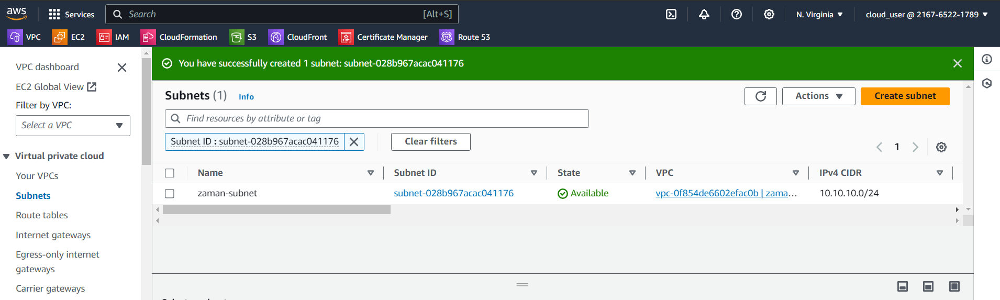 aws
Services
Search
[Alt+S]
N. Virginia
cloud_user @ 2167-6522-1789
VPC
EC2
IAM
CloudFormation
S3
CloudFront
Certificate Manager
Route 53
VPC dashboard
EC2 Global View
Filter by VPC:
Select a VPC
Virtual private cloud
Your VPCs
Subnets
Route tables
Internet gateways
Egress-only internet
gateways
Carrier gateways
You have successfully created 1 subnet: subnet-028b967acac041176
Subnets (1) Info
Actions
Create subnet
Find resources by attribute or tag
Subnet ID : subnet-028b967acac041176
Clear filters
1
Name Subnet ID State VPC IPv4 CIDR
zaman-subnet subnet-028b967acac041176 Available vpc-0f854de6602efac0b | zama… 10.10.10.0/24